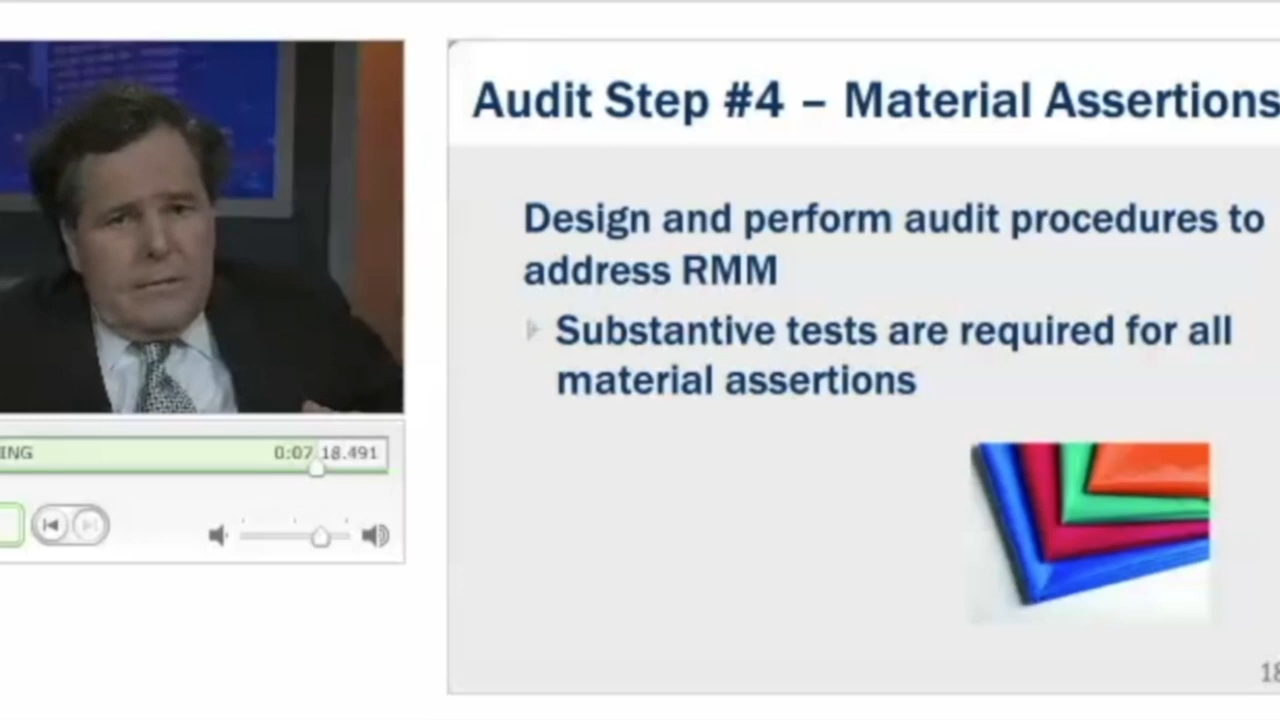 Audit Step #4 – Material Assertions
Design and perform audit procedures to
address RMM
Substantive tests are required for all
material assertions
ING
0:07
18.491
18